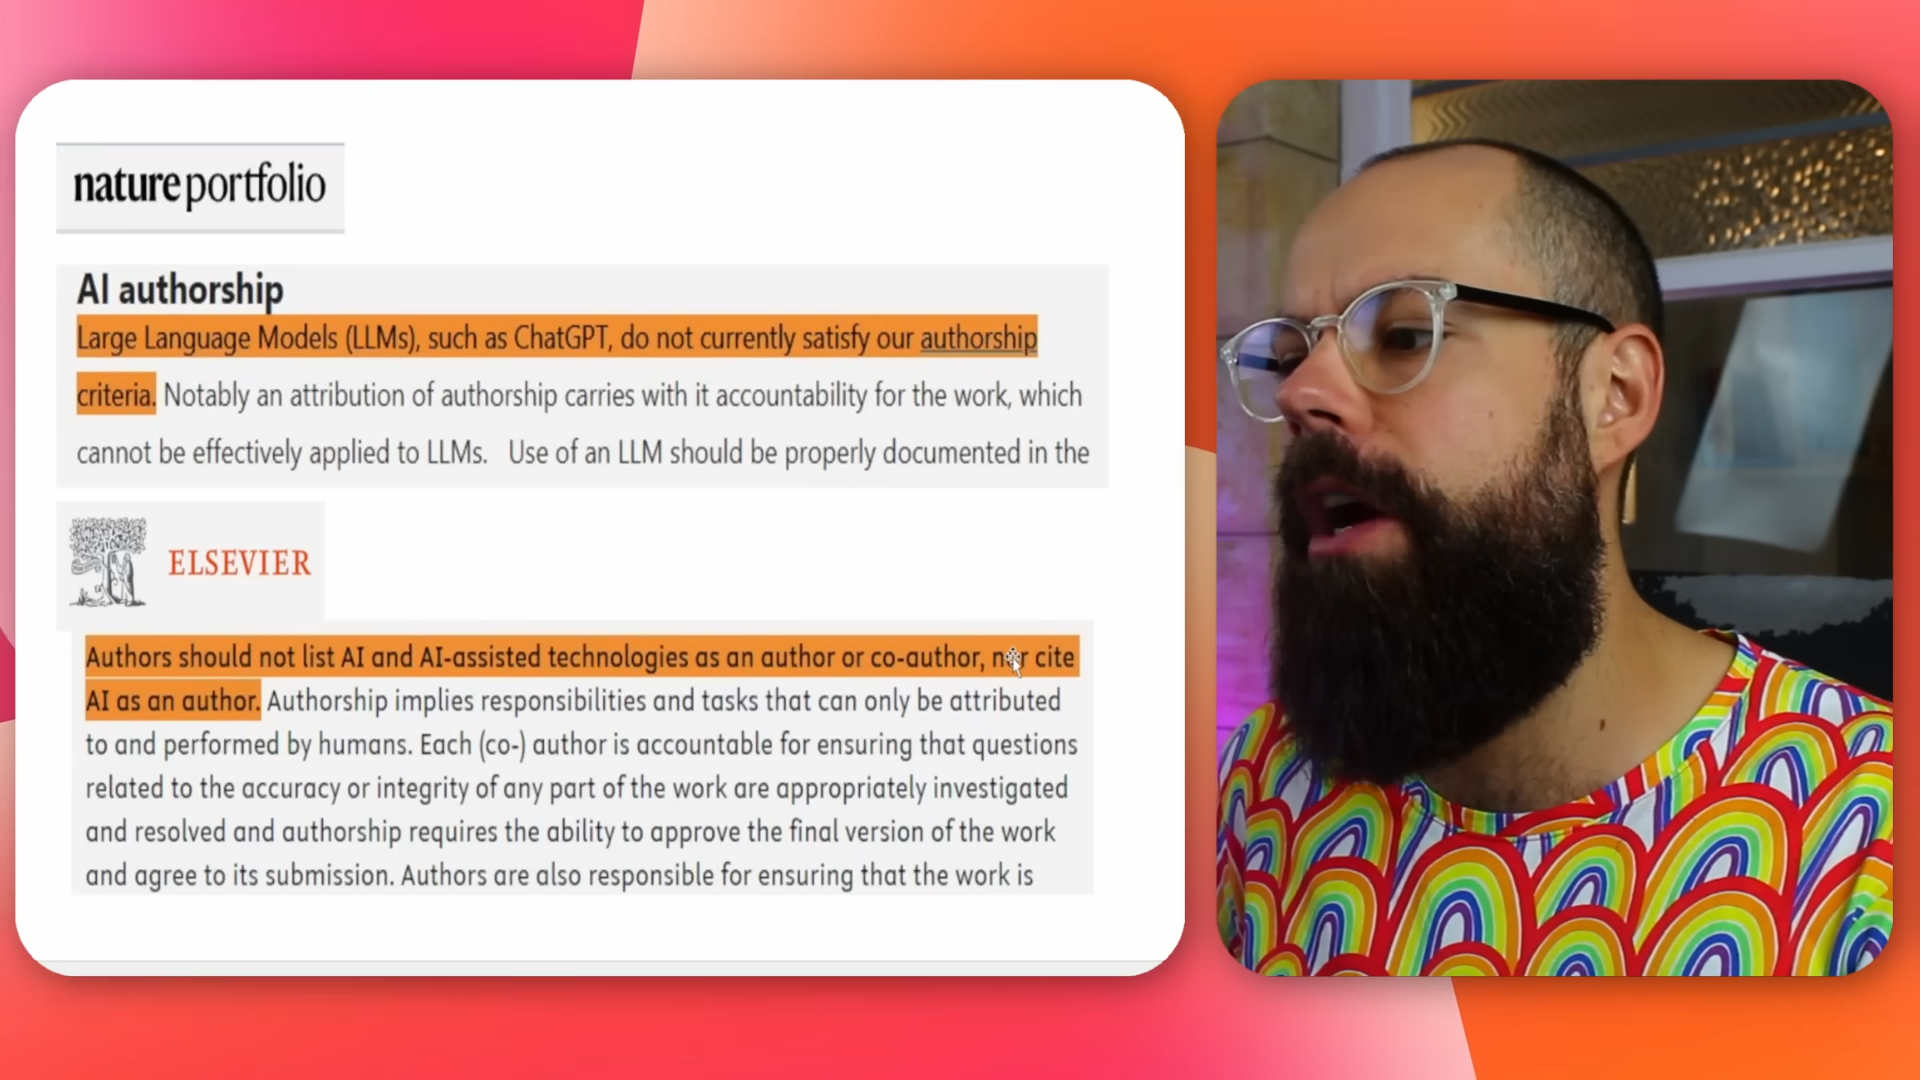 nature portfolio
AI authorship
Large Language Models (LLMs), such as ChatGPT, do not currently satisfy our authorship
criteria. Notably an attribution of authorship carries with it accountability for the work, which
cannot be effectively applied to LLMs. Use of an LLM should be properly documented in the
ELSEVIER
Authors should not list AI and AI-assisted technologies as an author or co-author, nor cite
AI as an author. Authorship implies responsibilities and tasks that can only be attributed
to and performed by humans. Each (co-) author is accountable for ensuring that questions
related to the accuracy or integrity of any part of the work are appropriately investigated
and resolved and authorship requires the ability to approve the final version of the work
and agree to its submission. Authors are also responsible for ensuring that the work is